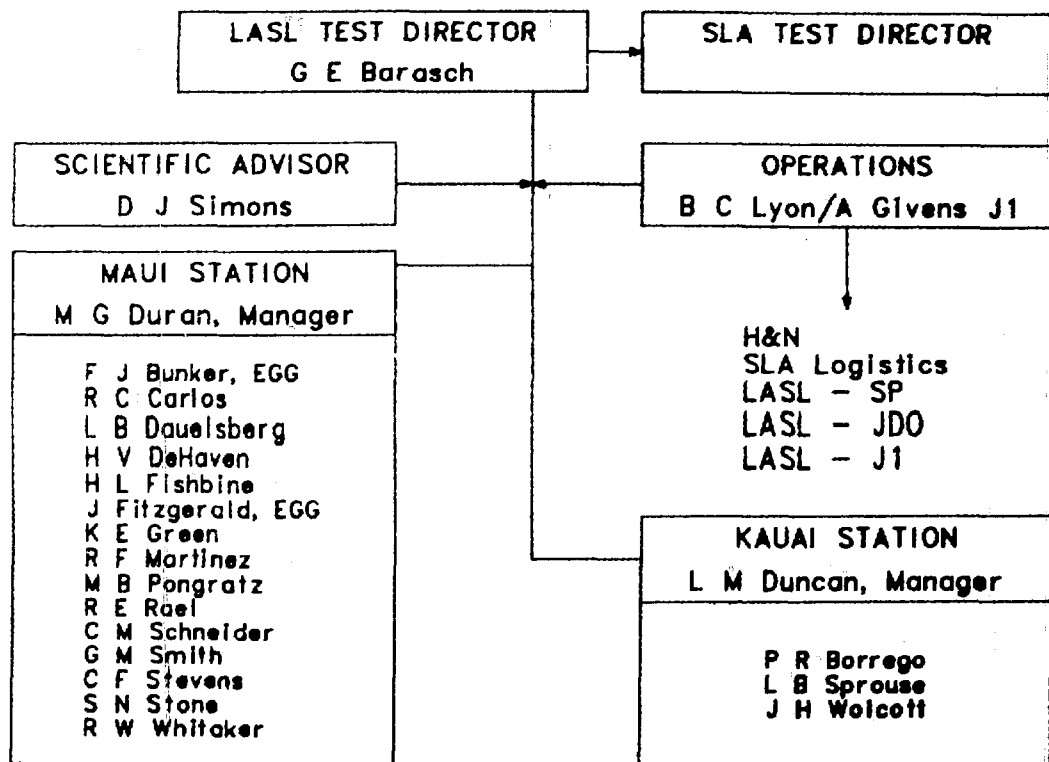 LASL TEST DIRECTOR
G E Barasch
SLA TEST DIRECTOR
SCIENTIFIC ADVISOR
D J Simons
OPERATIONS
B C Lyon/A Givens J1
MAUI STATION
M G Duran, Manager
F J Bunker, EGG
R C Carlos
L B Dauelsberg
H V DeHaven
H L Fishbine
J Fitzgerald, EGG
K E Green
R F Martinez
M B Pongratz
R E Rael
C M Schneider
G M Smith
C F Stevens
S N Stone
R W Whitaker
H&N
SLA Logistics
LASL - SP
LASL - JDO
LASL - J1
KAUAI STATION
L M Duncan, Manager
P R Borrego
L B Sprouse
J H Wolcott